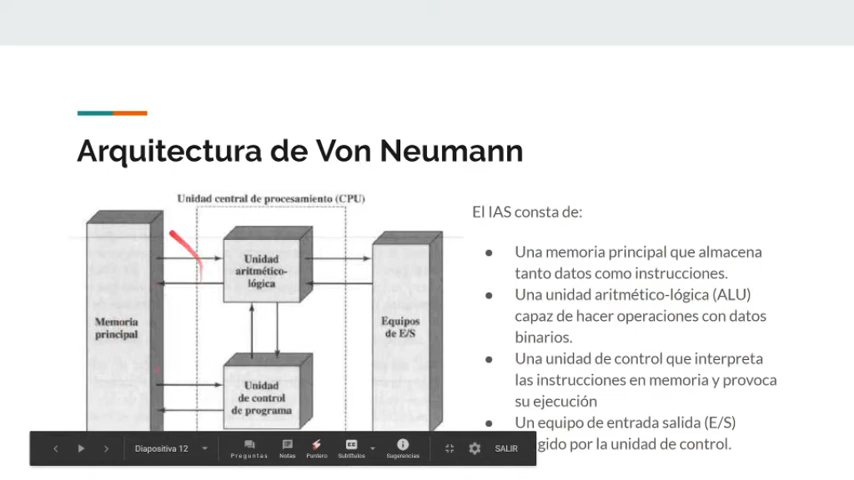 Arquitectura de Von Neumann
Unidad central de procesamiento (CPU)
Memoria
principal
Unidad
aritmético-
lógica
Unidad
de control
de programa
Equipos
de E/S
El IAS consta de:
● Una memoria principal que almacena
tanto datos como instrucciones.
● Una unidad aritmético-lógica (ALU)
capaz de hacer operaciones con datos
binarios.
● Una unidad de control que interpreta
las instrucciones en memoria y provoca
su ejecución
● Un equipo de entrada salida (E/S)
gido por la unidad de control.
Diapositiva 12
Preguntas
Notas
Puntero
Subtítulos
Sugerencias
SALIR